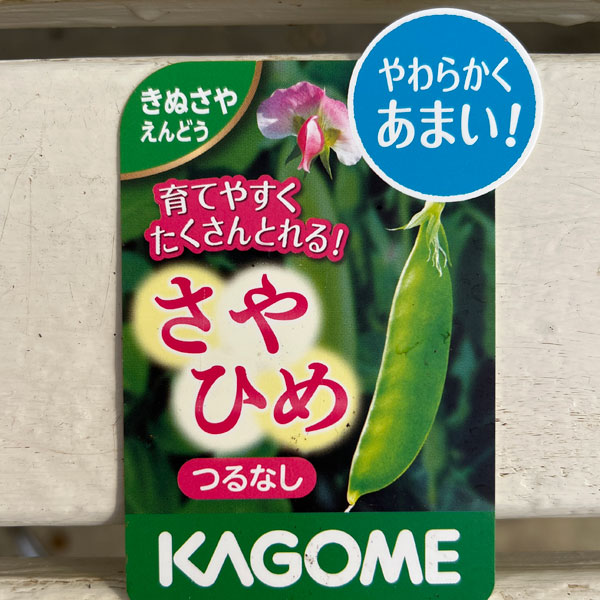 きぬさや
えんどう
やわらかく
あまい!
育てやすく
たくさんとれる!
さや
ひめ
つるなし
KAGOME